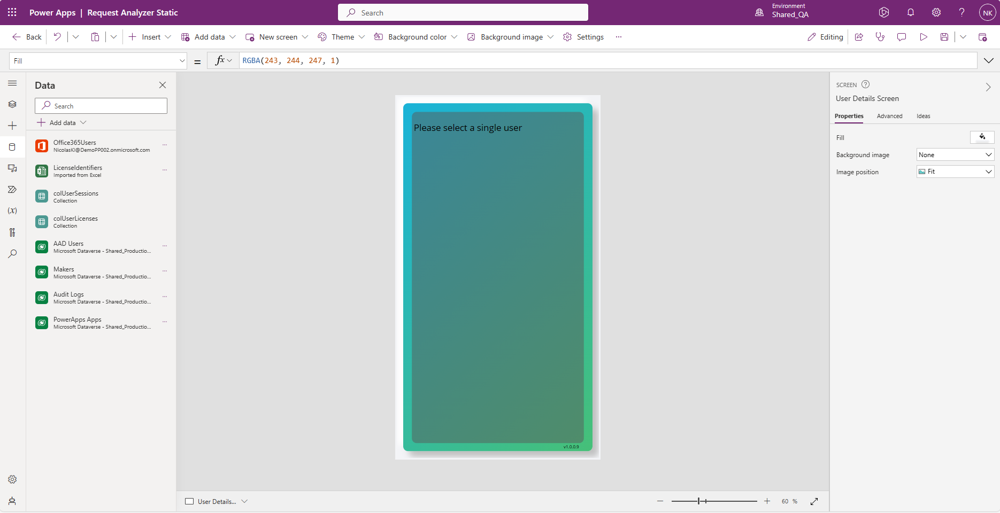 Power Apps | Request Analyzer Static
Search
Environment
Shared_QA
NK
Back
Insert
Add data
New screen
Theme
Background color
Background image
Settings
Editing
Fill
=
fx
RGBA(243, 244, 247, 1)
Data
Search
Add data
Office365Users
NicolasKl@DemoPP002.onmicrosoft.com
LicenseIdentifiers
Imported from Excel
colUserSessions
Collection
colUserLicenses
Collection
AAD Users
Microsoft Dataverse - Shared_Productio...
Makers
Microsoft Dataverse - Shared_Productio...
Audit Logs
Microsoft Dataverse - Shared_Productio...
PowerApps Apps
Microsoft Dataverse - Shared_Productio...
(x)
Please select a single user
v1.0.0.9
User Details...
60 %
SCREEN
User Details Screen
Properties
Advanced
Ideas
Fill
Background image
None
Image position
Fit